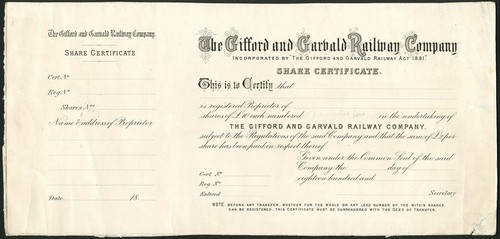 The Gifford and Garvald Railway Company.
SHARE CERTIFICATE
Cert. No
Reg. No
Shares Nos
Name & address of Proprietor
Date 18
The Gifford and Garvald Railway Company
INCORPORATED BY "THE GIFFORD AND GARVALD RAILWAY ACT 1891"
SHARE CERTIFICATE.
This is to Certify that
is registered Proprietor of
shares of £10 each numbered in the undertaking of
THE GIFFORD AND GARVALD RAILWAY COMPANY.
subject to the Regulations of the said Company and that the sum of £2 per
share has been paid in respect thereof
Given under the Common Seal of the said
Company the day of
eighteen hundred and
Cert No
Reg No
Entered Secretary
NOTE. BEFORE ANY TRANSFER, WHETHER FOR THE WHOLE OR ANY LESS NUMBER OF THE WITHIN SHARES,
CAN BE REGISTERED, THIS CERTIFICATE MUST BE SURRENDERED WITH THE DEED OF TRANSFER.